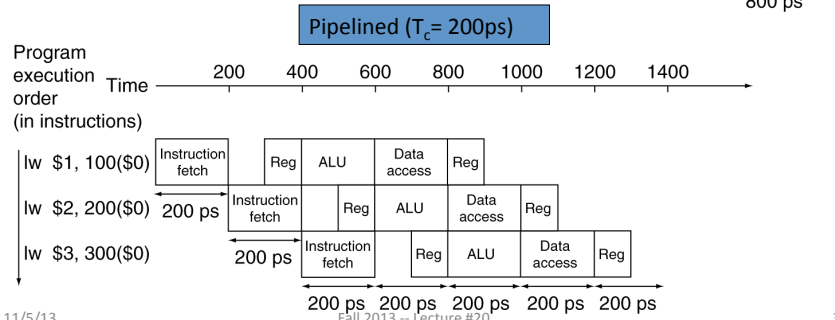 800 ps
Pipelined (Tc= 200ps)
Program
execution
order
(in instructions)
Time
200 400 600 800 1000 1200 1400
lw $1, 100($0)
Instruction
fetch
Reg
ALU
Data
access
Reg
200 ps
lw $2, 200($0)
Instruction
fetch
Reg
ALU
Data
access
Reg
200 ps
lw $3, 300($0)
Instruction
fetch
Reg
ALU
Data
access
Reg
200 ps 200 ps 200 ps 200 ps 200 ps
11/5/13
Fall 2013 -- Lecture #20